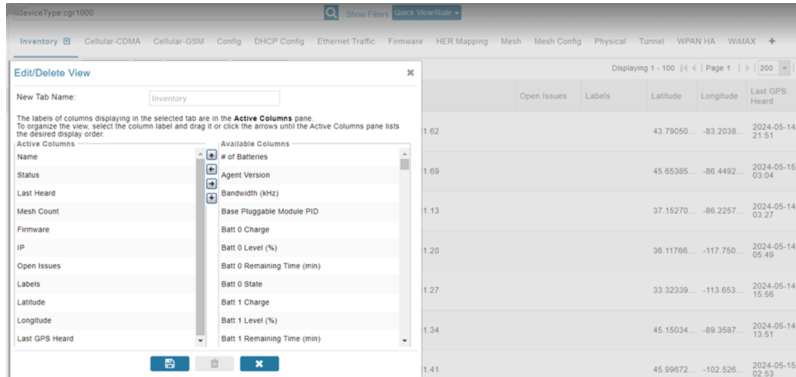 deviceType:cgr1000
Show Filters Quick View/Rule
Inventory Cellular-CDMA Cellular-GSM Config DHCP Config Ethernet Traffic Firmware HER Mapping Mesh Mesh Config Physical Tunnel WPAN HA WiMAX +
Displaying 1 - 100 Page 1 200
Edit/Delete View
New Tab Name: Inventory
The labels of columns displaying in the selected tab are in the Active Columns pane.
To organize the view, select the column label and drag it or click the arrows until the Active Columns pane lists
the desired display order.
Active Columns
Name
Status
Last Heard
Mesh Count
Firmware
IP
Open Issues
Labels
Latitude
Longitude
Last GPS Heard
Available Columns
# of Batteries
Agent Version
Bandwidth (kHz)
Base Pluggable Module PID
Batt 0 Charge
Batt 0 Level (%)
Batt 0 Remaining Time (min)
Batt 0 State
Batt 1 Charge
Batt 1 Level (%)
Batt 1 Remaining Time (min)
Open Issues Labels Latitude Longitude Last GPS
Heard
1.62 43.79050... -83.2038... 2024-05-14
21:51
1.69 45.65385... -86.4492... 2024-05-15
03:04
1.13 37.15270... -86.2257... 2024-05-14
03:27
1.20 36.11766... -117.750... 2024-05-14
05:49
1.27 33.32339... -113.653... 2024-05-14
15:56
1.34 45.15034... -89.3587... 2024-05-14
13:51
1.41 45.99672... -102.526... 2024-05-15
02:53